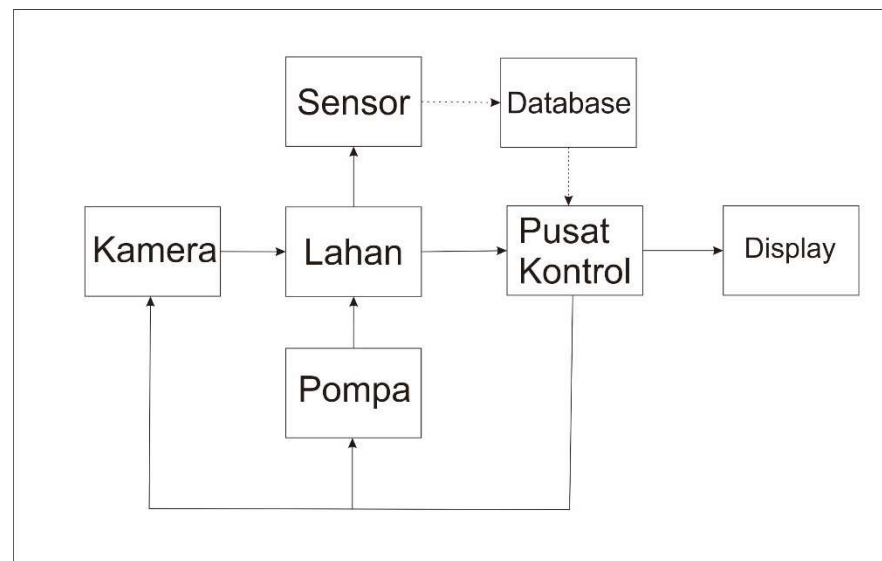 Sensor
Database
Kamera
Lahan
Pusat
Kontrol
Display
Pompa